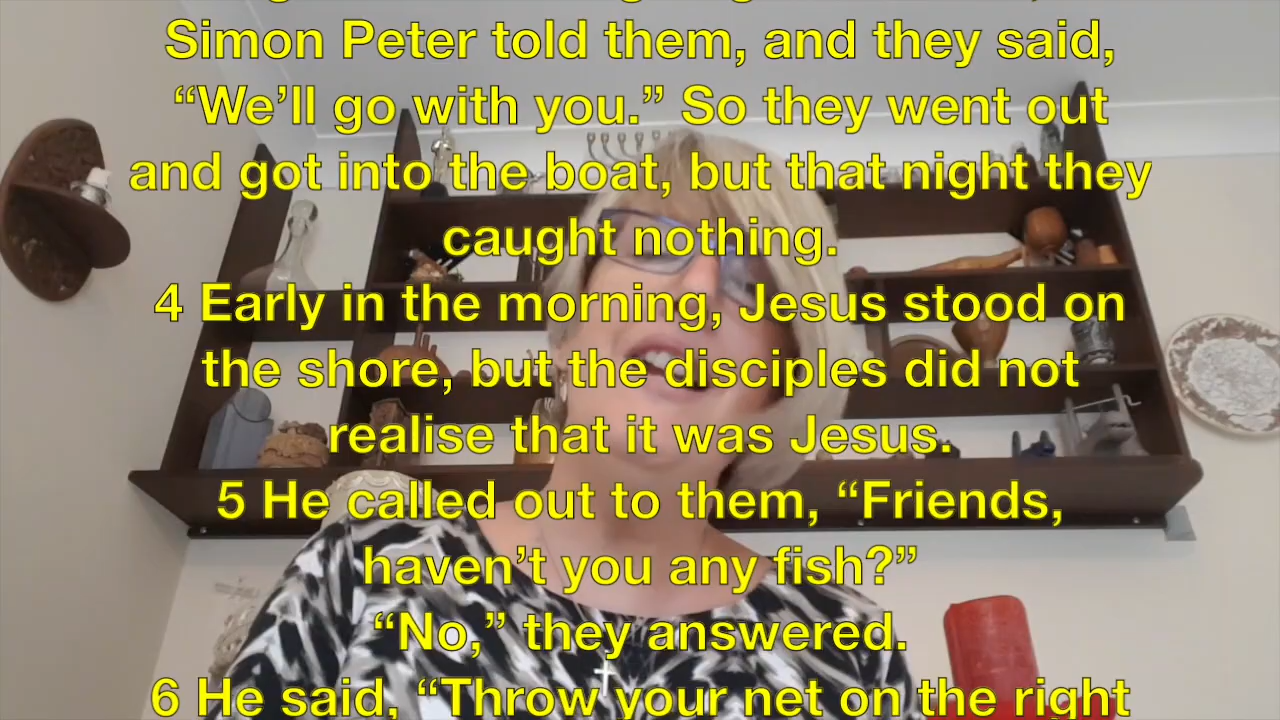 Simon Peter told them, and they said,
“We’ll go with you.” So they went out
and got into the boat, but that night they
caught nothing.
4 Early in the morning, Jesus stood on
the shore, but the disciples did not
realise that it was Jesus.
5 He called out to them, “Friends,
haven’t you any fish?”
“No,” they answered.
6 He said, “Throw your net on the right